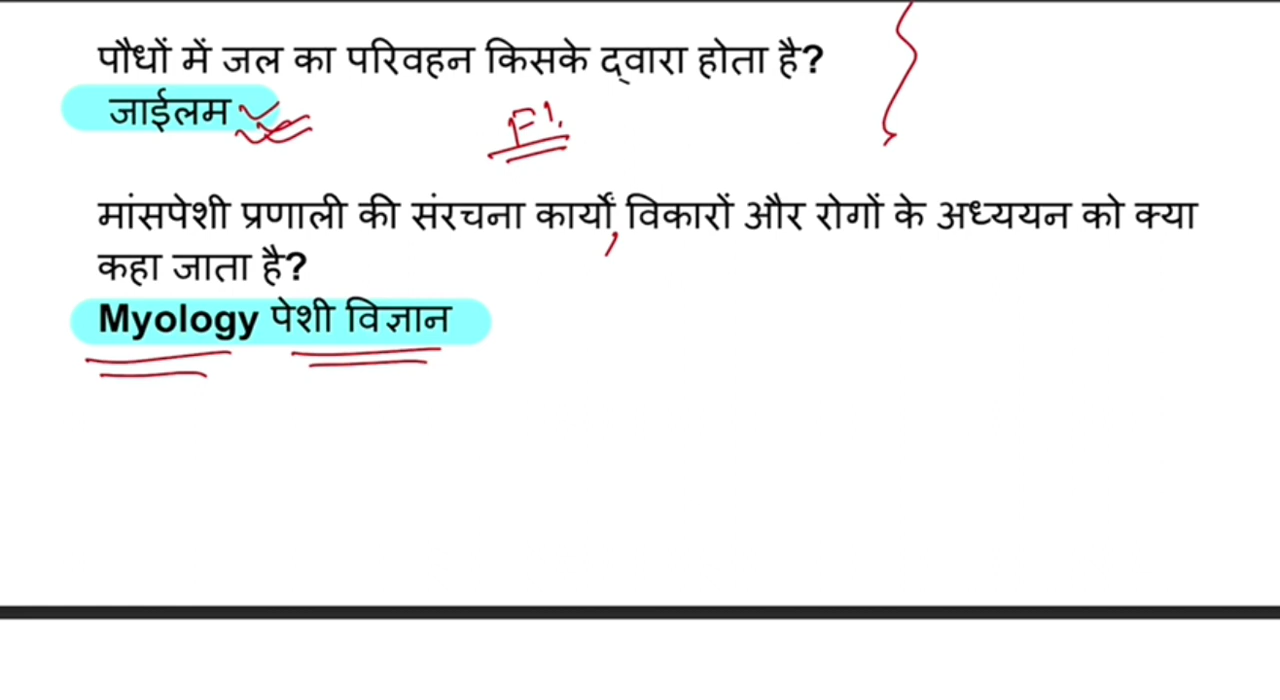 पौधों में जल का परिवहन किसके द्वारा होता है?
जाईलम
मांसपेशी प्रणाली की संरचना कार्यों, विकारों और रोगों के अध्ययन को क्या
कहा जाता है?
Myology पेशी विज्ञान